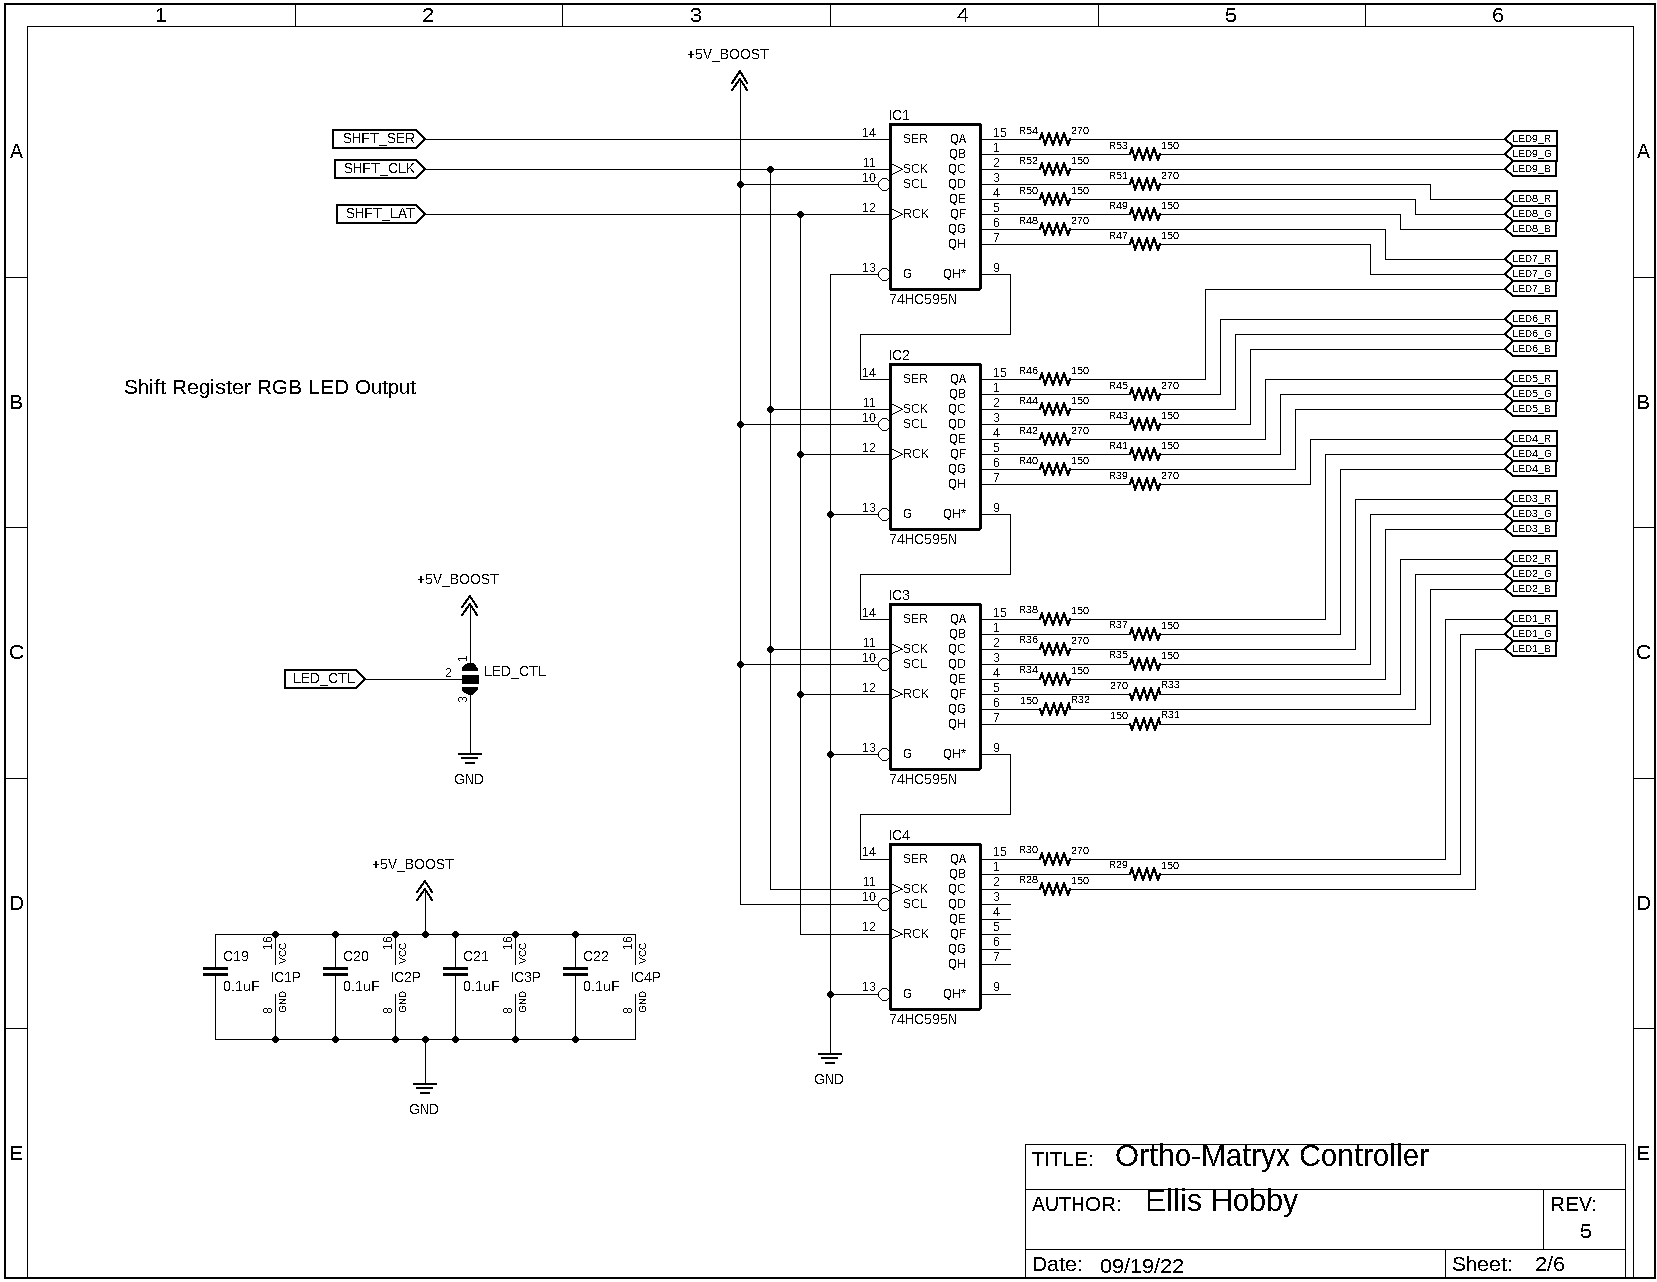 1 2 3 4 5 6
+5V_BOOST
IC1
SHFT_SER 14 SER QA 15 R54 270 LED9_R
A QB 1 R53 150 LED9_G A
SHFT_CLK 11 SCK QC 2 R52 150 LED9_B
10 SCL QD 3 R51 270 LED8_R
QE 4 R50 150 LED8_G
SHFT_LAT 12 RCK QF 5 R49 150 LED8_B
QG 6 R48 270 LED7_R
QH 7 R47 150 LED7_G
13 G QH* 9 LED7_B
74HC595N
LED6_R
LED6_G
LED6_B
IC2
14 SER QA 15 R46 150 LED5_R
Shift Register RGB LED Output
QB 1 R45 270 LED5_G
B 11 SCK QC 2 R44 150 LED5_B B
10 SCL QD 3 R43 150
QE 4 R42 270 LED4_R
12 RCK QF 5 R41 150 LED4_G
QG 6 R40 150 LED4_B
QH 7 R39 270
LED3_R
13 G QH* 9 LED3_G
LED3_B
74HC595N
LED2_R
LED2_G
LED2_B
+5V_BOOST
IC3
14 SER QA 15 R38 150 LED1_R
QB 1 R37 150 LED1_G
C 11 SCK QC 2 R36 270 LED1_B C
10 SCL QD 3 R35 150
LED_CTL 2 1 3 LED_CTL
QE 4 R34 150
12 RCK QF 5 270 R33
QG 6 150 R32
QH 7 150 R31
13 G QH* 9
74HC595N
GND
IC4
+5V_BOOST
14 SER QA 15 R30 270
QB 1 R29 150
11 SCK QC 2 R28 150
D 10 SCL QD 3 D
QE 4
12 RCK QF 5
QG 6
QH 7
13 G QH* 9
74HC595N
16 VCC 16 VCC 16 VCC 16 VCC
C19 IC1P C20 IC2P C21 IC3P C22 IC4P
0.1uF 0.1uF 0.1uF 0.1uF
8 GND 8 GND 8 GND 8 GND
GND
GND
E E
TITLE: Ortho-Matryx Controller
AUTHOR: Ellis Hobby
REV:
5
Date: 09/19/22
Sheet: 2/6